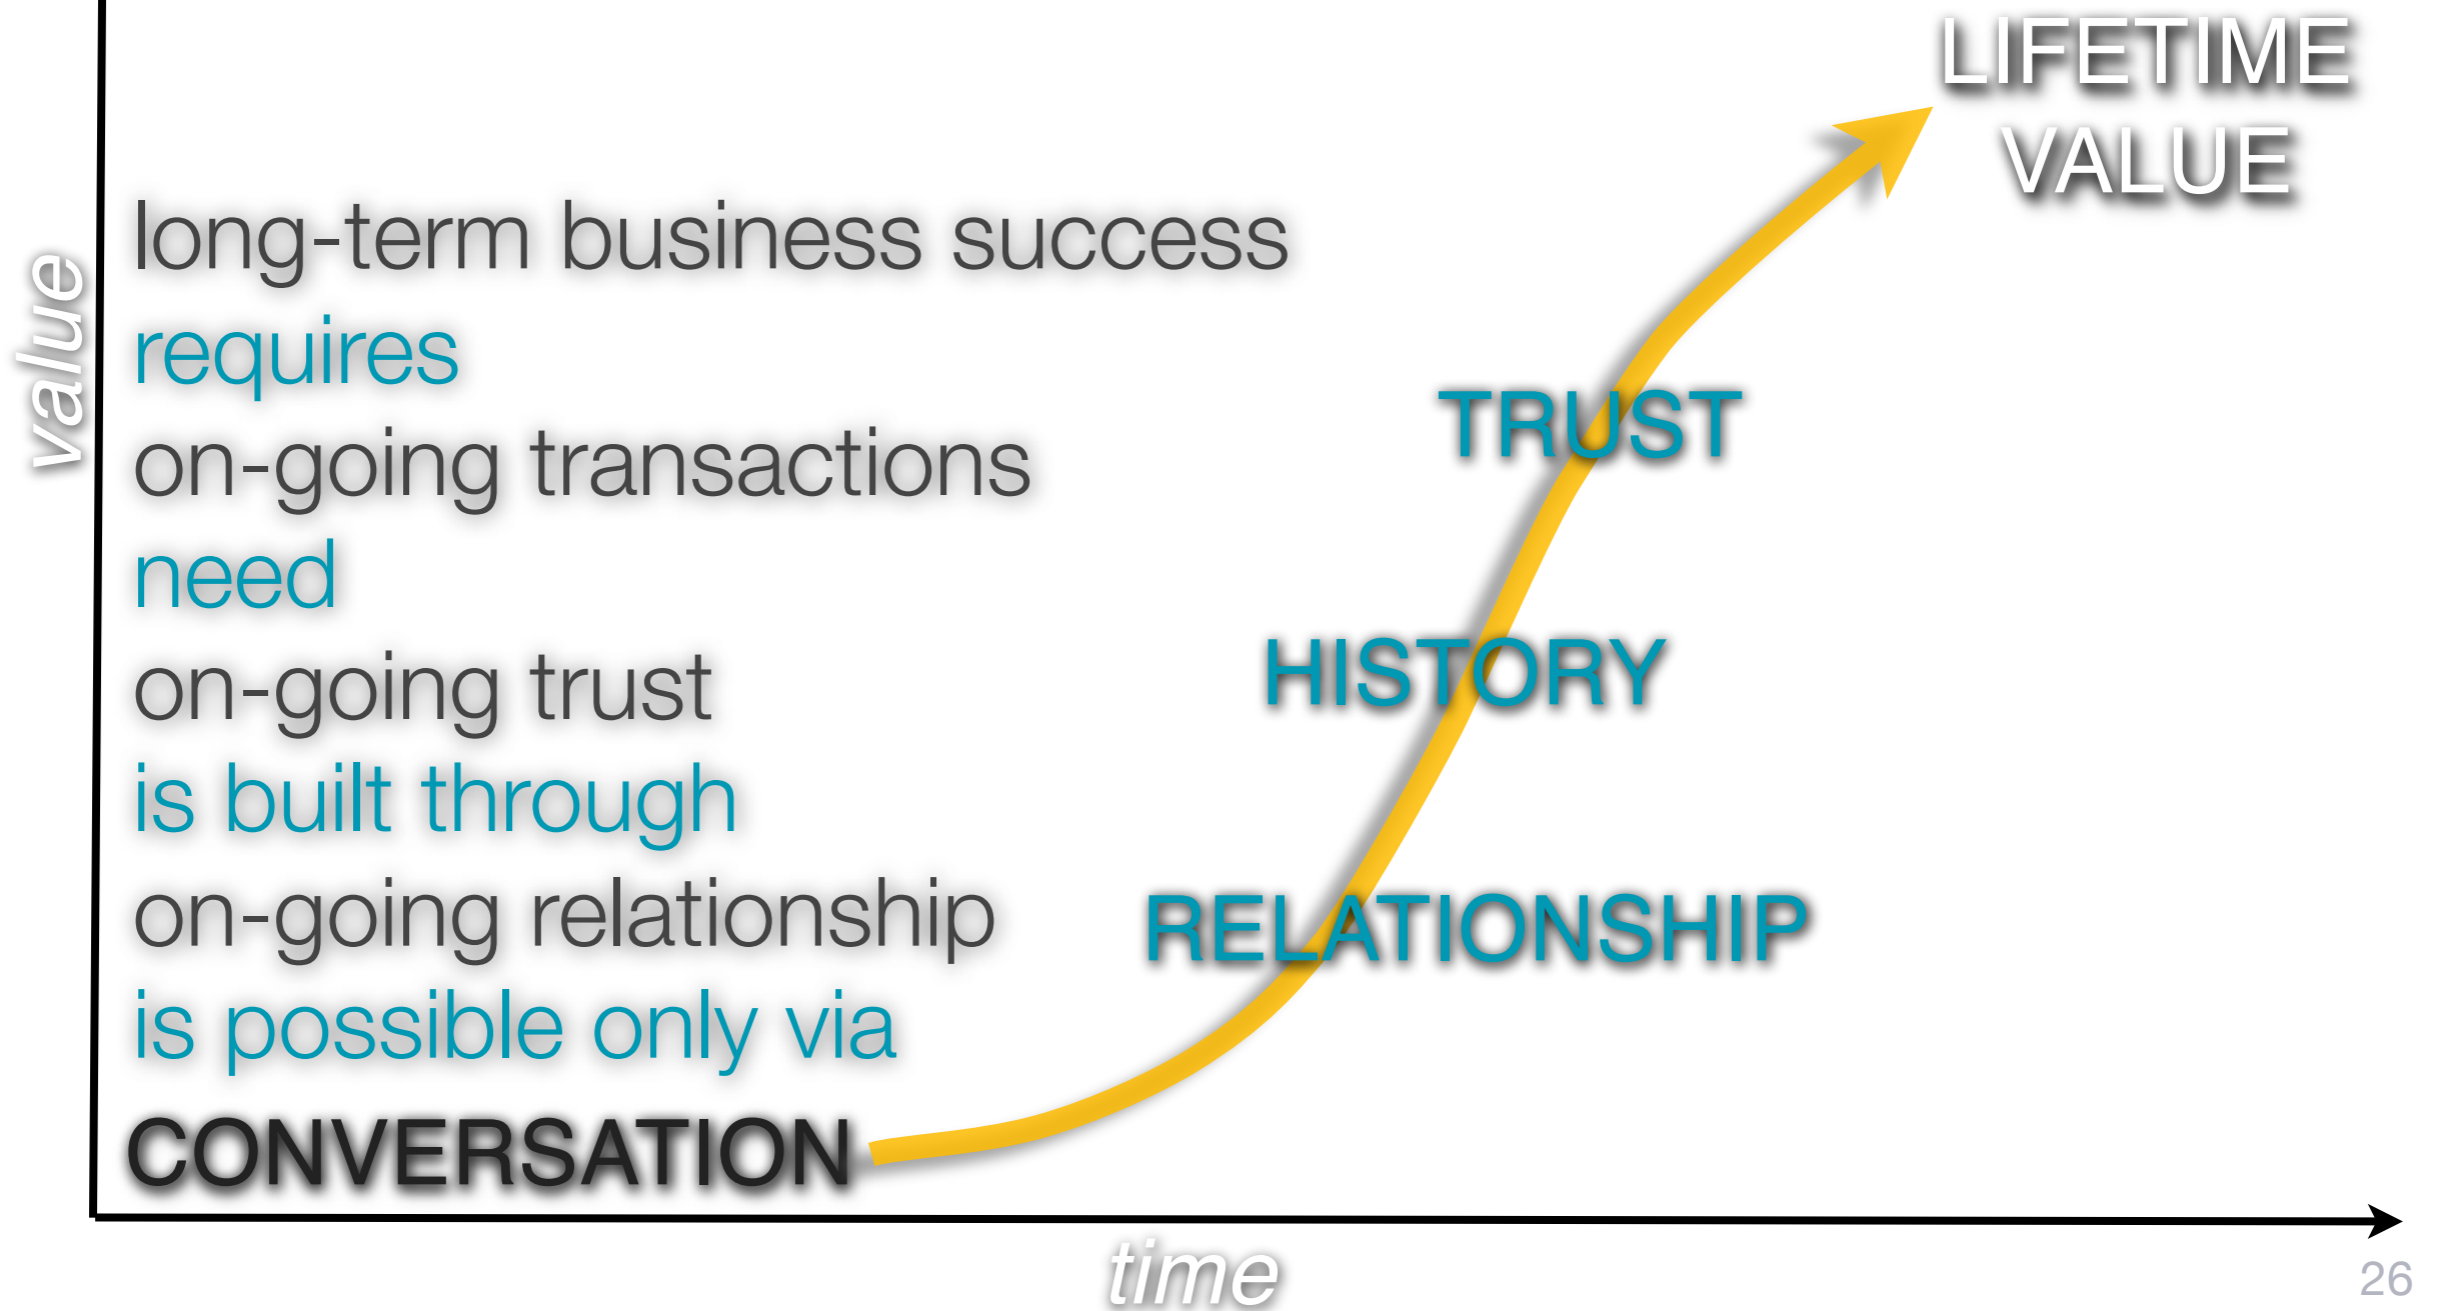 LIFETIME
VALUE
value
long-term business success
requires
on-going transactions
need
on-going trust
is built through
on-going relationship
is possible only via
CONVERSATION
TRUST
HISTORY
RELATIONSHIP
time
26